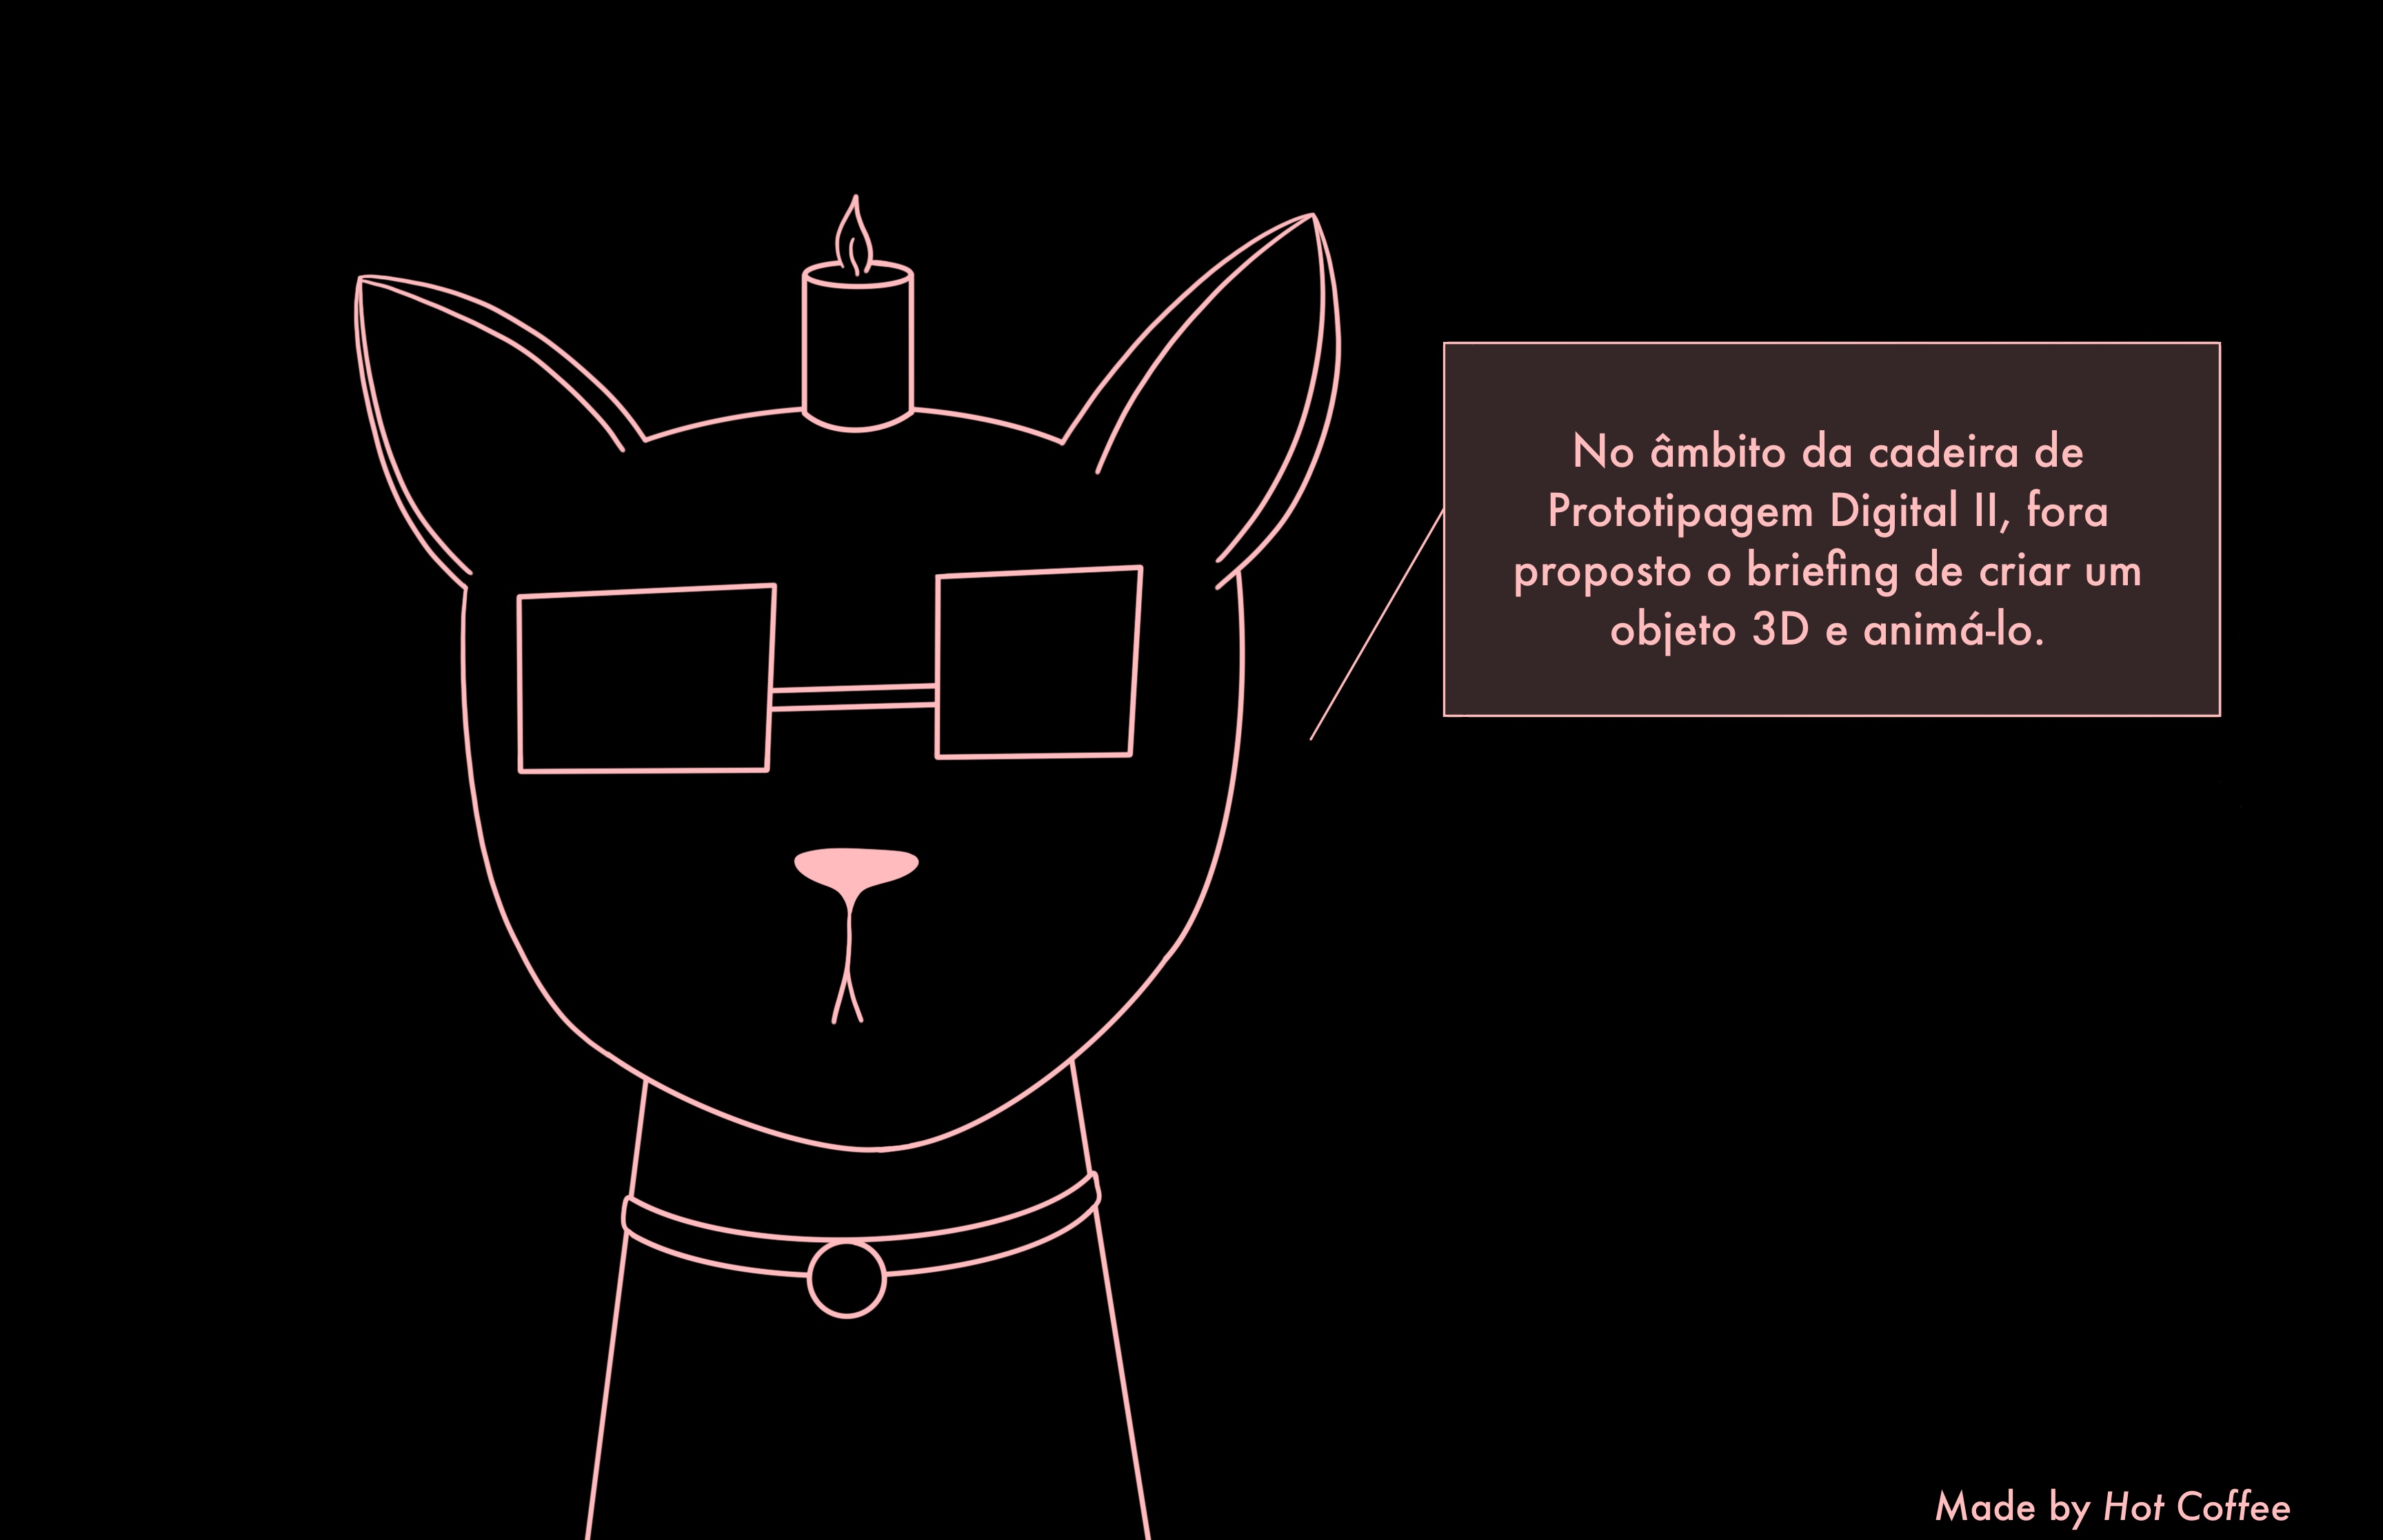 No âmbito da cadeira de
Prototipagem Digital II, fora
proposto o briefing de criar um
objeto 3D e animá-lo.
Made by Hot Coffee